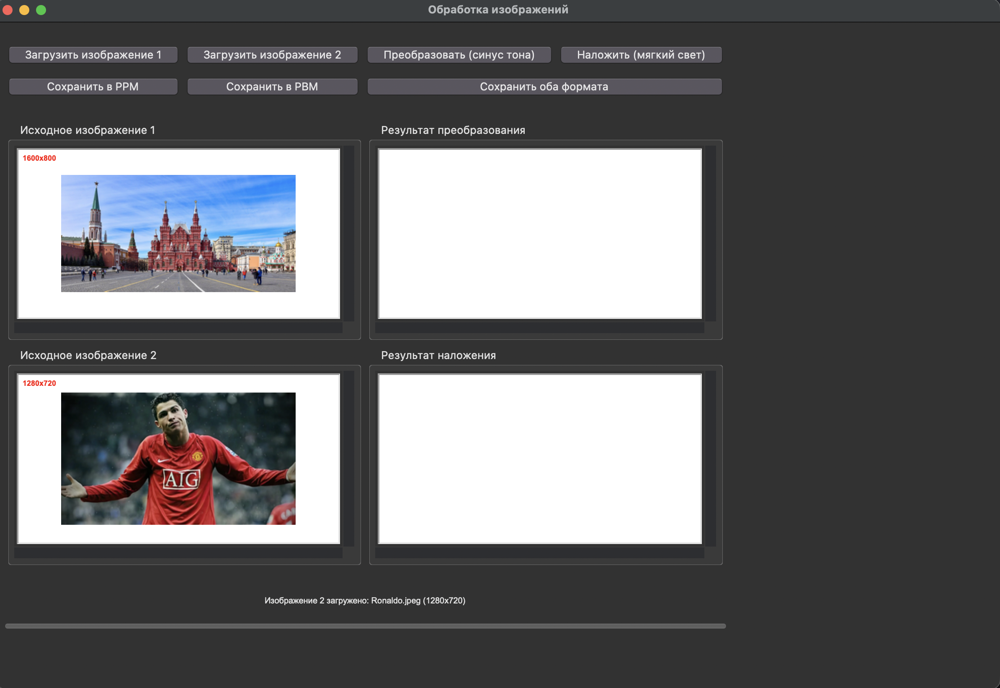 Обработка изображений
Загрузить изображение 1
Загрузить изображение 2
Преобразовать (синус тона)
Наложить (мягкий свет)
Сохранить в PPM
Сохранить в PBM
Сохранить оба формата
Исходное изображение 1
Результат преобразования
1600x800
Исходное изображение 2
Результат наложения
1280x720
AIG
Изображение 2 загружено: Ronaldo.jpeg (1280x720)